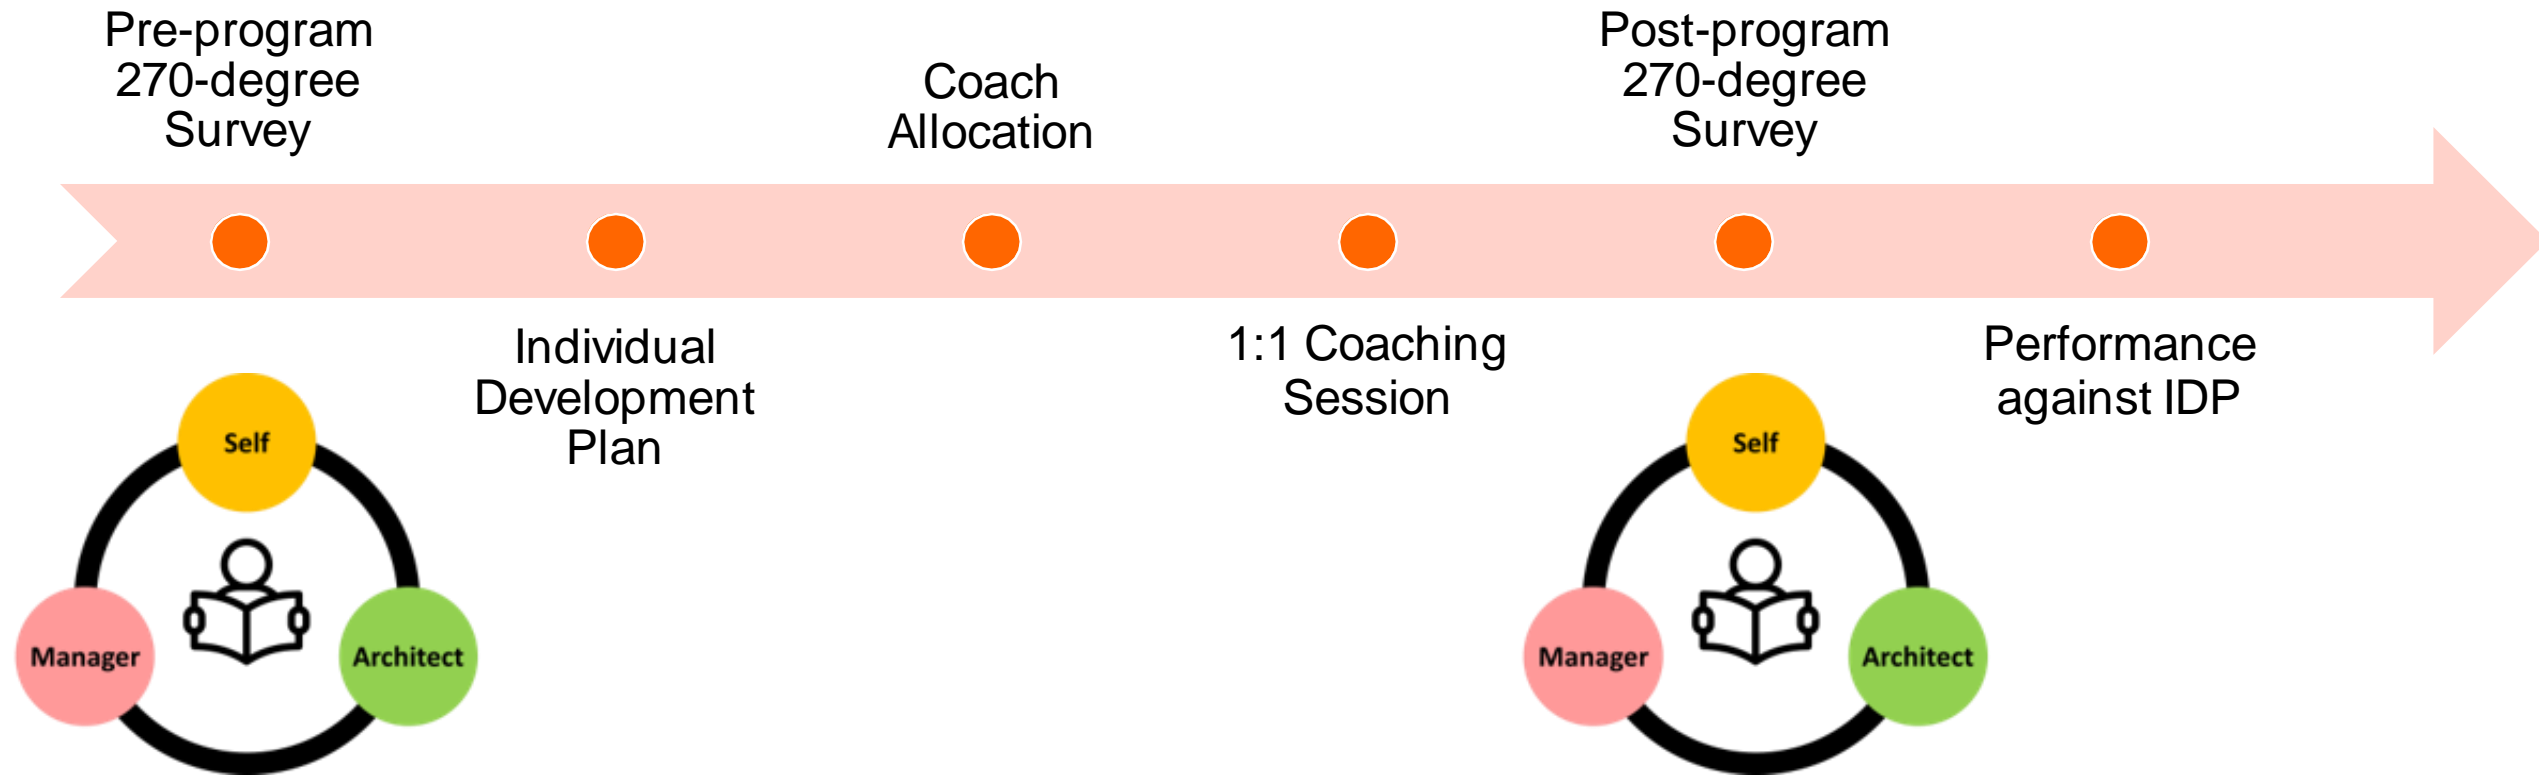 Pre-program
270-degree
Survey
Individual
Development
Plan
Coach
Allocation
1:1 Coaching
Session
Post-program
270-degree
Survey
Performance
against IDP
Self
Manager
Architect
Self
Manager
Architect